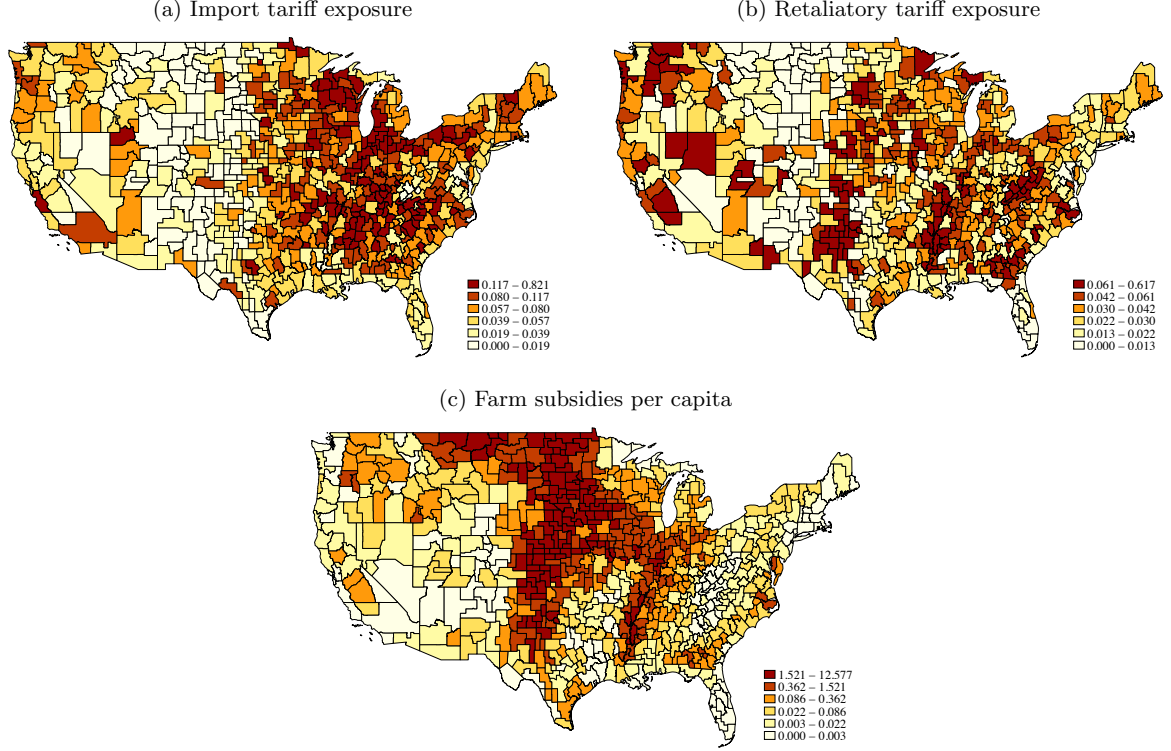 (a) Import tariff exposure
(b) Retaliatory tariff exposure
0.117 – 0.821
0.080 – 0.117
0.057 – 0.080
0.039 – 0.057
0.019 – 0.039
0.000 – 0.019
0.061 – 0.617
0.042 – 0.061
0.030 – 0.042
0.022 – 0.030
0.013 – 0.022
0.000 – 0.013
(c) Farm subsidies per capita
1.521 – 12.577
0.362 – 1.521
0.086 – 0.362
0.022 – 0.086
0.003 – 0.022
0.000 – 0.003